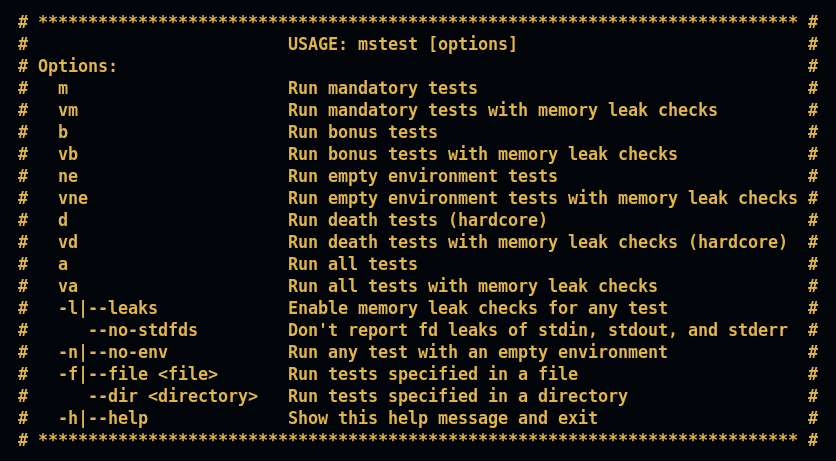 # **************************************************************************** #
#                          USAGE: mstest [options]                             #
# Options:                                                                     #
#   m                      Run mandatory tests                                 #
#   vm                     Run mandatory tests with memory leak checks         #
#   b                      Run bonus tests                                     #
#   vb                     Run bonus tests with memory leak checks             #
#   ne                     Run empty environment tests                         #
#   vne                    Run empty environment tests with memory leak checks #
#   d                      Run death tests (hardcore)                          #
#   vd                     Run death tests with memory leak checks (hardcore)  #
#   a                      Run all tests                                       #
#   va                     Run all tests with memory leak checks               #
#   -l|--leaks             Enable memory leak checks for any test              #
#      --no-stdfds         Don't report fd leaks of stdin, stdout, and stderr  #
#   -n|--no-env            Run any test with an empty environment              #
#   -f|--file <file>       Run tests specified in a file                       #
#      --dir <directory>   Run tests specified in a directory                  #
#   -h|--help              Show this help message and exit                     #
# **************************************************************************** #